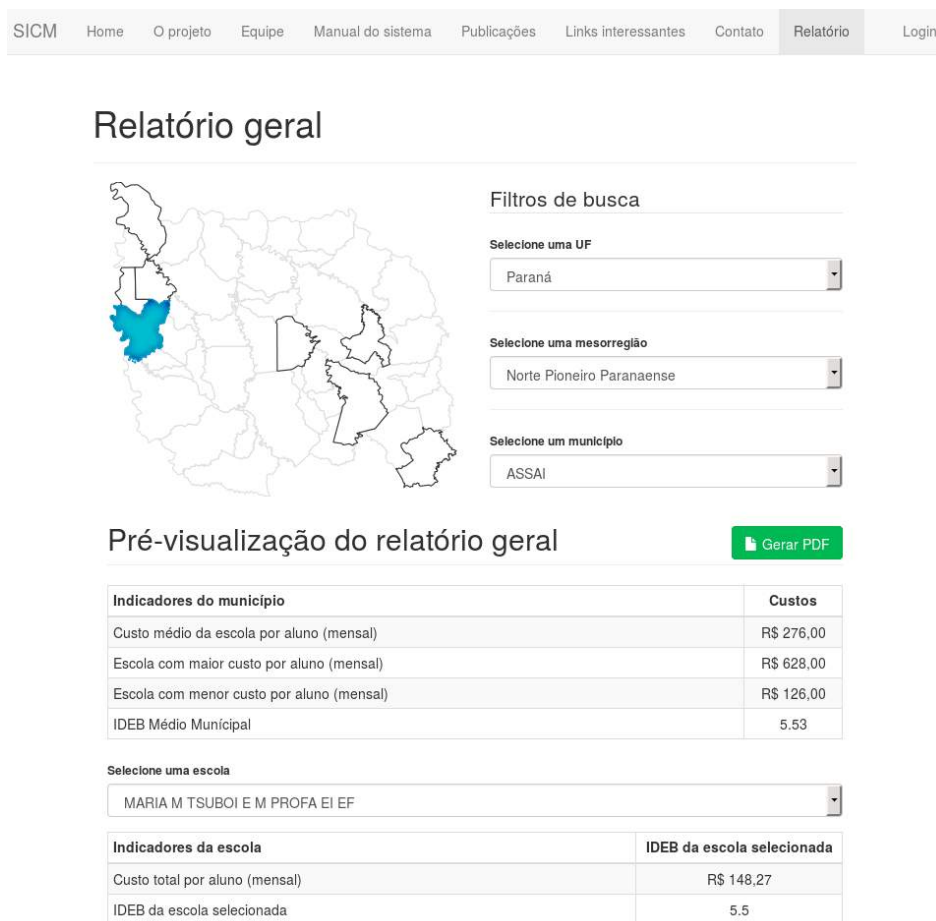 SICM Home O projeto Equipe Manual do sistema Publicações Links interessantes Contato Relatório Login
Relatório geral
Filtros de busca
Selecione uma UF
Paraná
Selecione uma mesorregião
Norte Pioneiro Paranaense
Selecione um município
ASSAI
Pré-visualização do relatório geral
Gerar PDF
Indicadores do município Custos
Custo médio da escola por aluno (mensal) R$ 276,00
Escola com maior custo por aluno (mensal) R$ 628,00
Escola com menor custo por aluno (mensal) R$ 126,00
IDEB Médio Munícipal 5.53
Selecione uma escola
MARIA M TSUBOI E M PROFA EI EF
Indicadores da escola IDEB da escola selecionada
Custo total por aluno (mensal) R$ 148,27
IDEB da escola selecionada 5.5